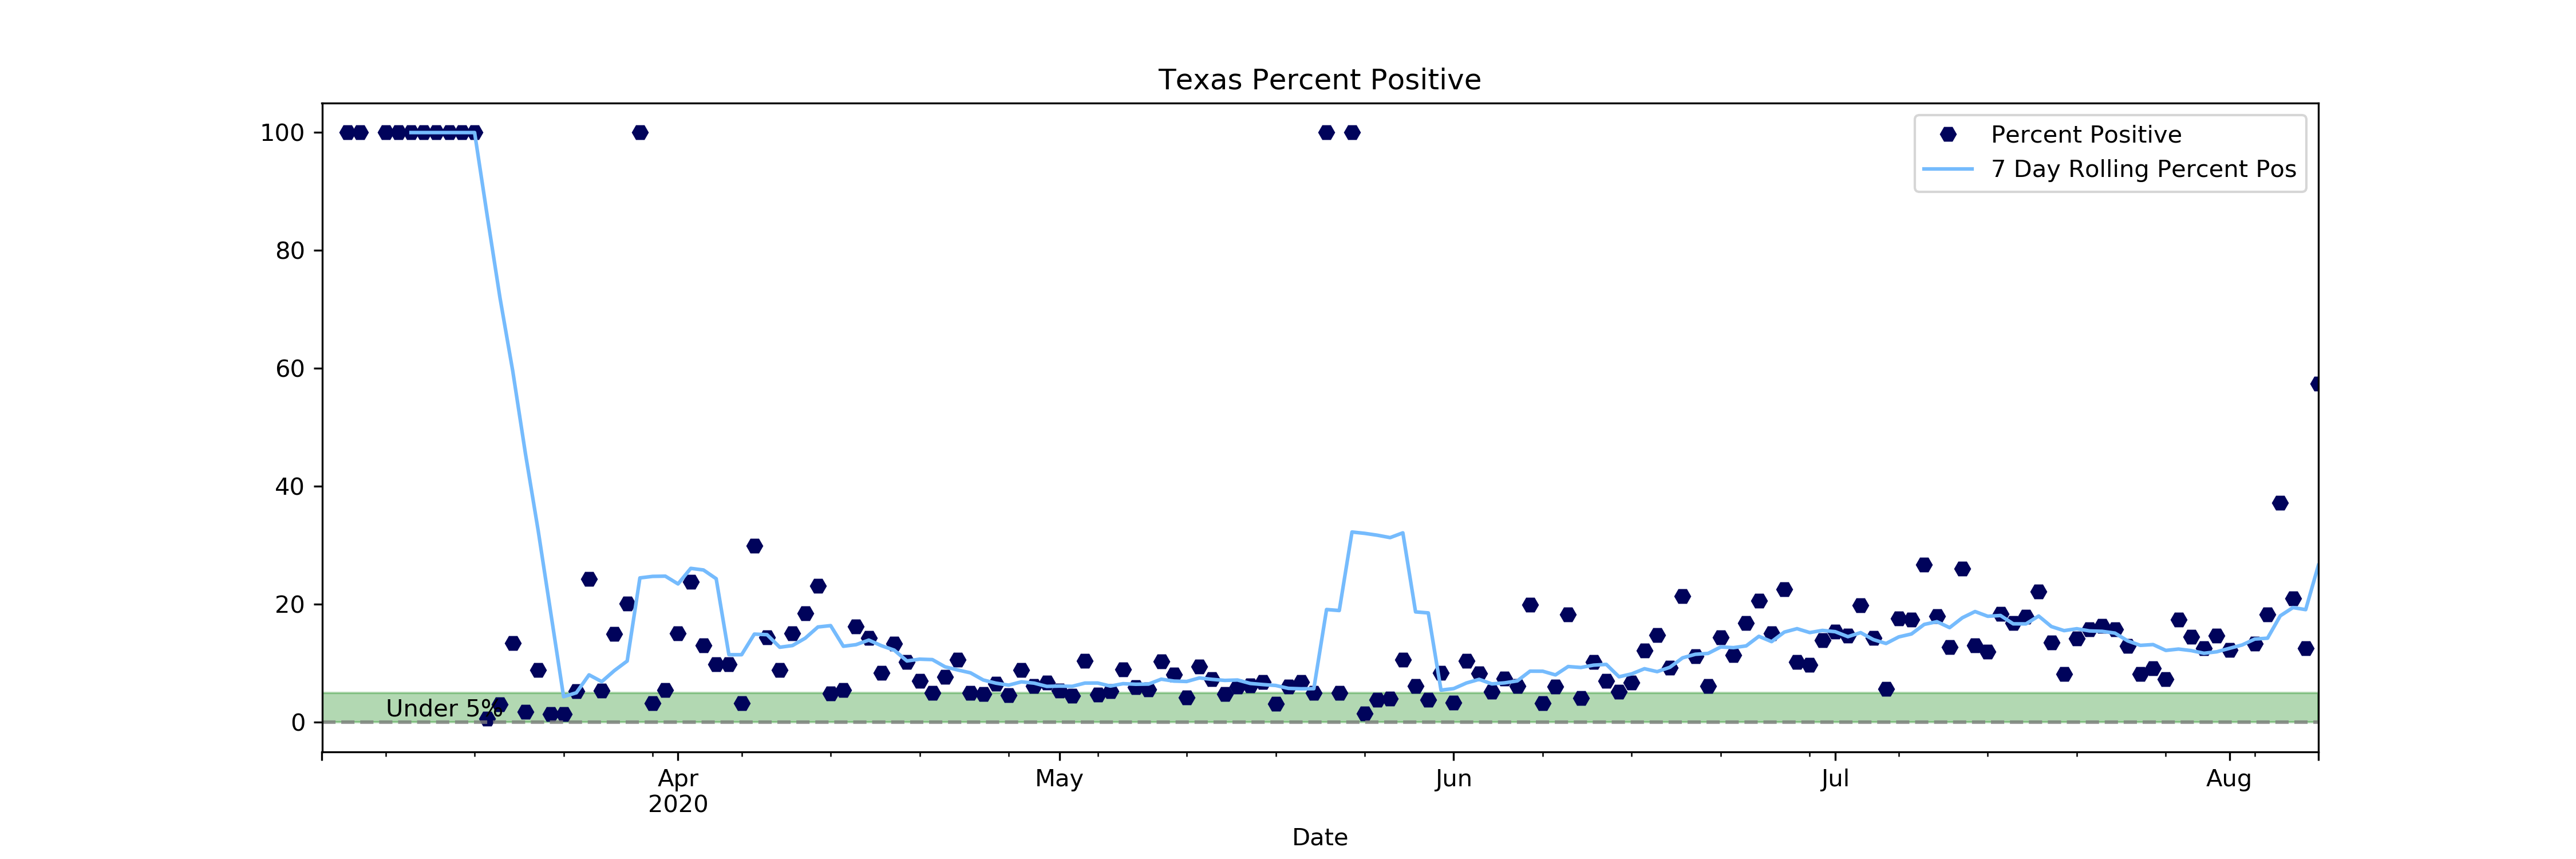 Texas Percent Positive
100
80
60
40
20
0
Percent Positive
7 Day Rolling Percent Pos
Under 5%
Apr
2020
May
Jun
Jul
Aug
Date